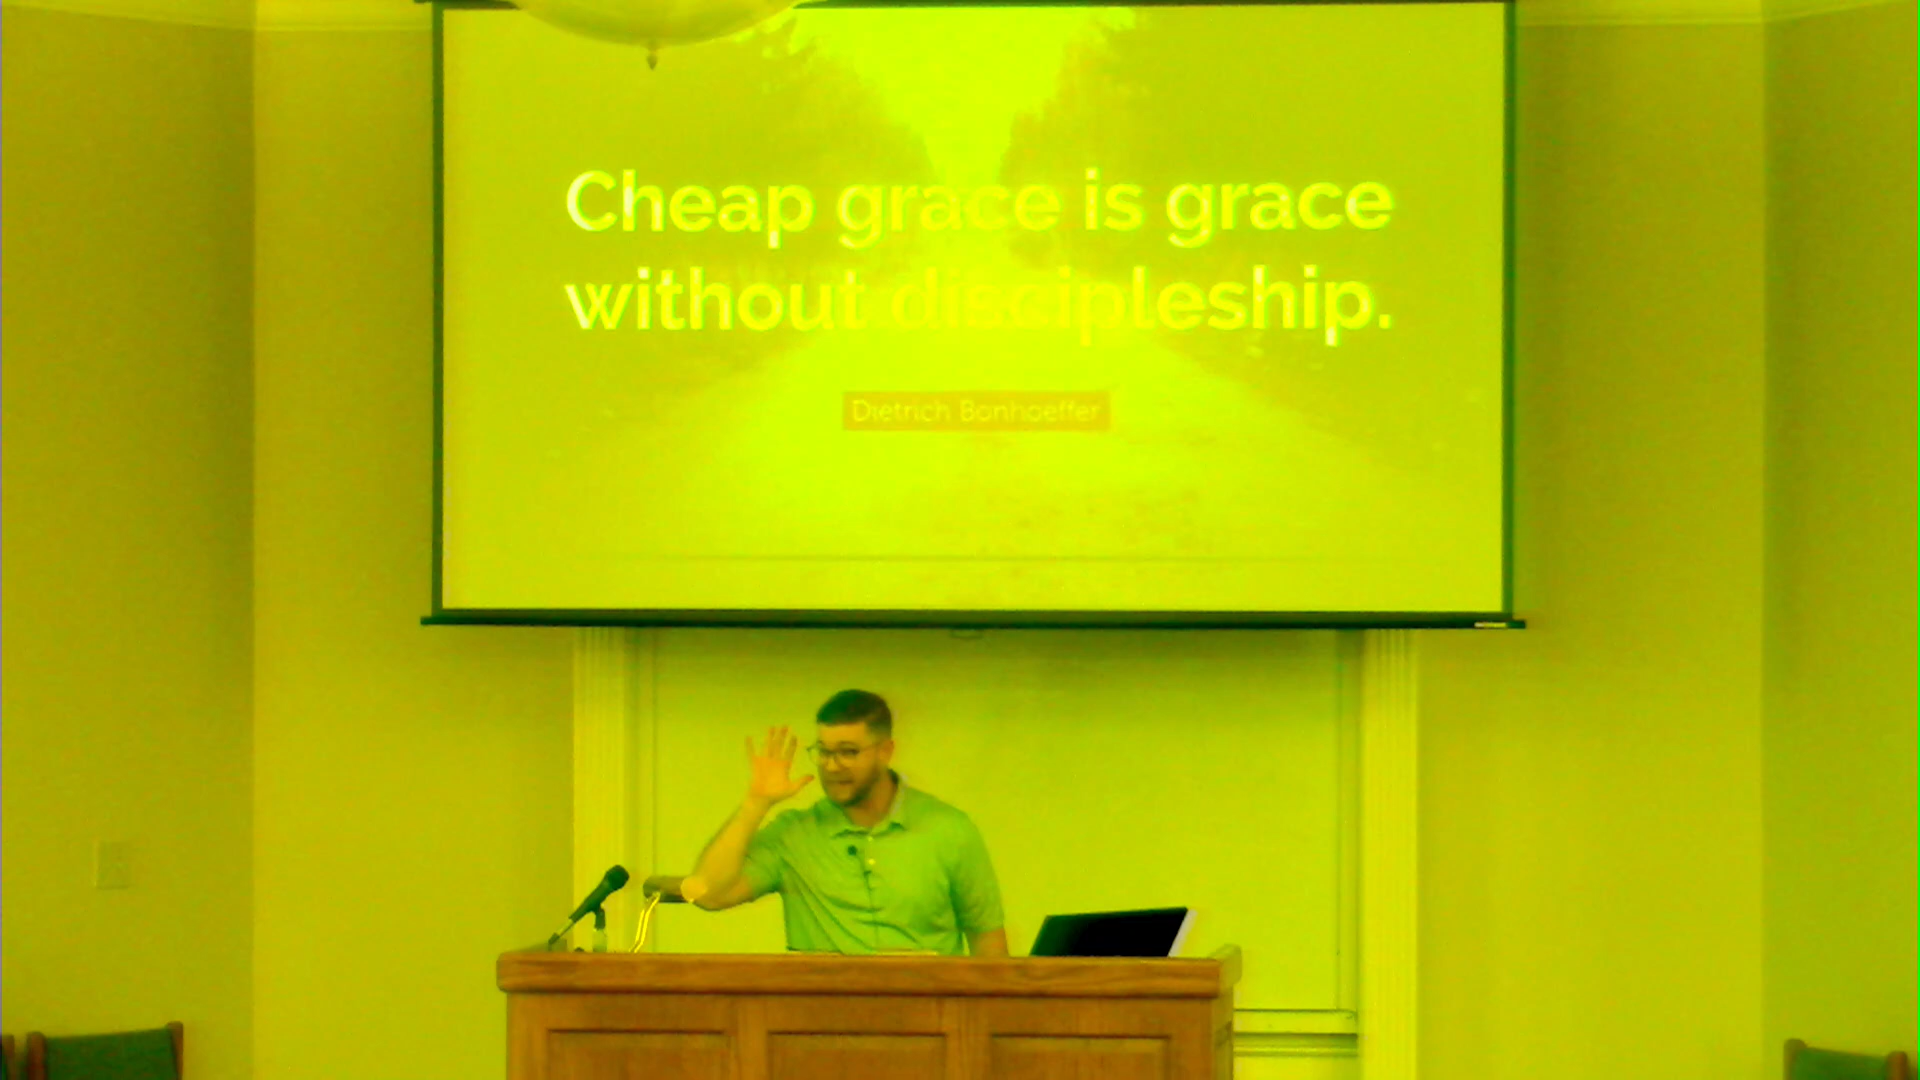 Cheap grace is grace
without discipleship.
Dietrich Bonhoeffer